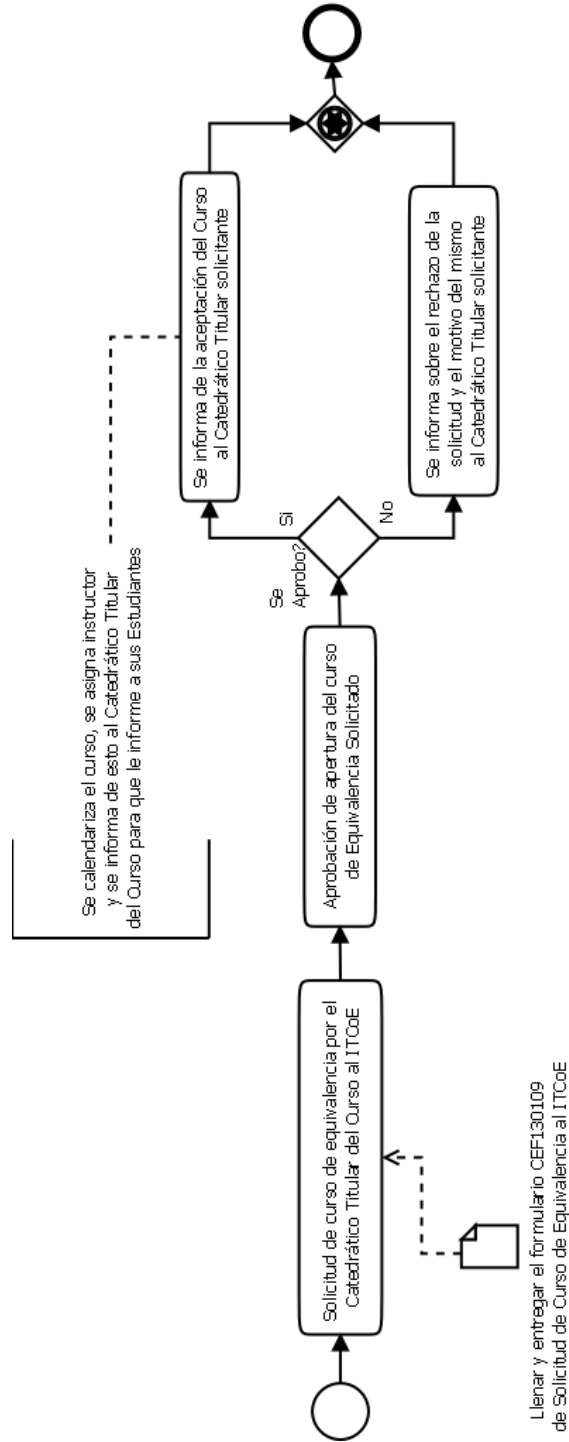 Se calendariza el curso, se asigna instructor
y se informa de esto al Catedrático Titular
del Curso para que le informe a sus Estudiantes
Solicitud de curso de equivalencia por el
Catedrático Titular del Curso al ITCoE
Llenar y entregar el formulario CEF130109
de Solicitud de Curso de Equivalencia al ITCoE
Aprobación de apertura del curso
de Equivalencia Solicitado
Se
Aprobo?
Si
No
Se informa de la aceptación del Curso
al Catedrático Titular solicitante
Se informa sobre el rechazo de la
solicitud y el motivo del mismo
al Catedrático Titular solicitante